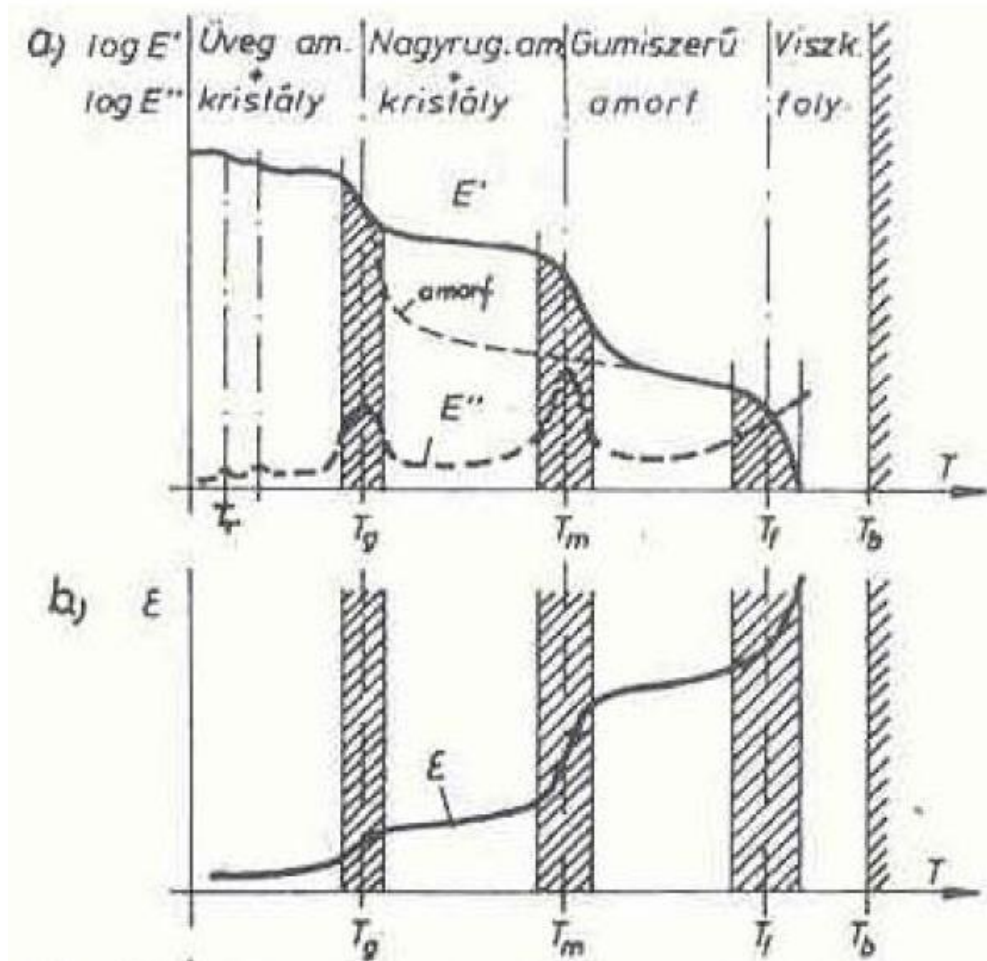 a) log E' Üveg am. Nagyrug. am Gumiszerű Viszk.
+ +
log E'' kristály kristály amorf foly.
E'
amorf
E''
T
Tr Tg Tm Tf Tb
b) ε
ε
T
Tg Tm Tf Tb